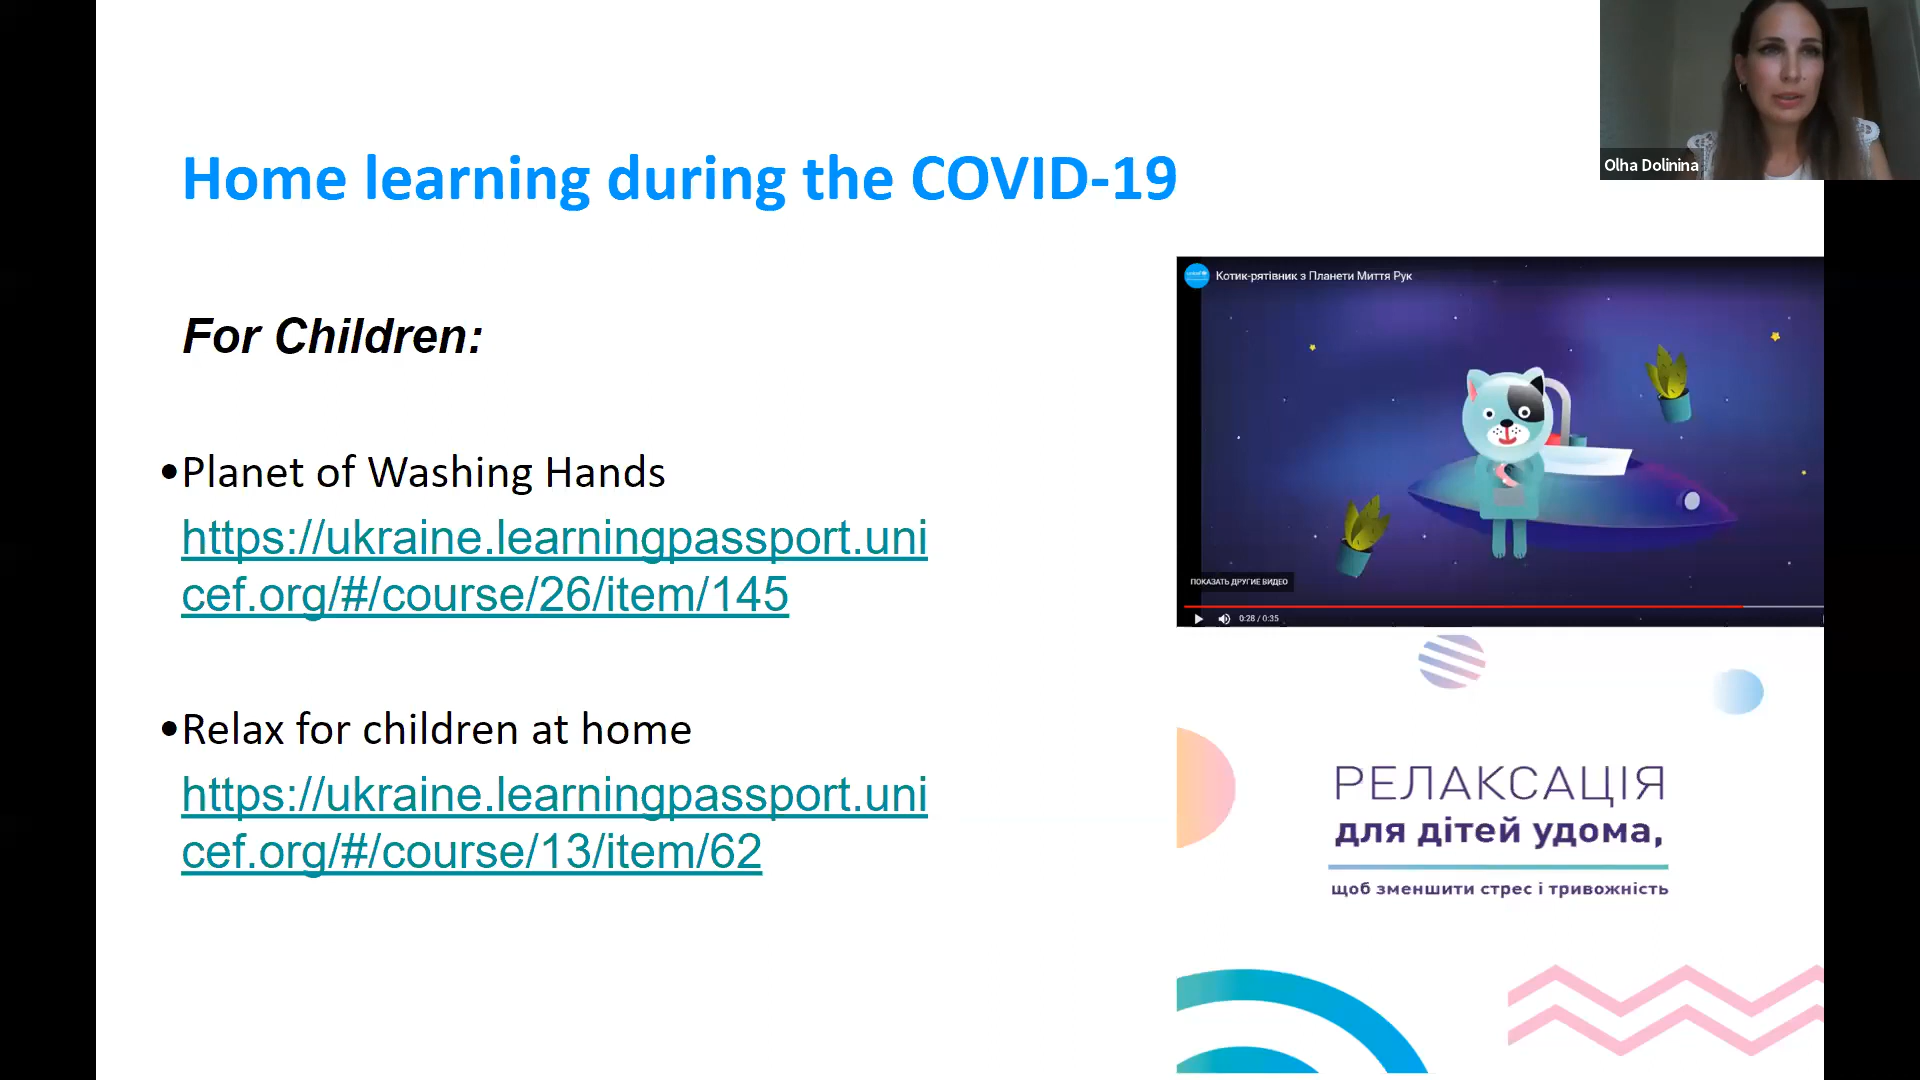 Home learning during the COVID-19
Olha Dolinina
For Children:
•Planet of Washing Hands
https://ukraine.learningpassport.uni
cef.org/#/course/26/item/145
•Relax for children at home
https://ukraine.learningpassport.uni
cef.org/#/course/13/item/62
Котик-рятівник з Планети Миття Рук
ПОКАЗАТЬ ДРУГИЕ ВИДЕО
0:28 / 0:35
РЕЛАКСАЦІЯ
для дітей удома,
щоб зменшити стрес і тривожність